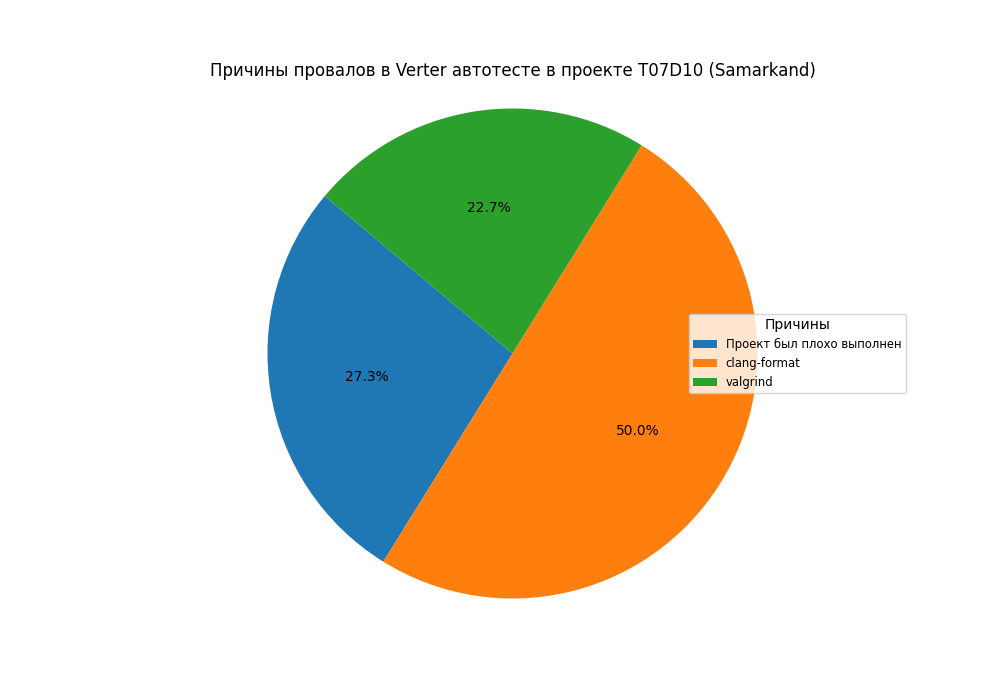 Причины провалов в Verter автотесте в проекте T07D10 (Samarkand)
22.7%
27.3%
50.0%
Причины
Проект был плохо выполнен
clang-format
valgrind